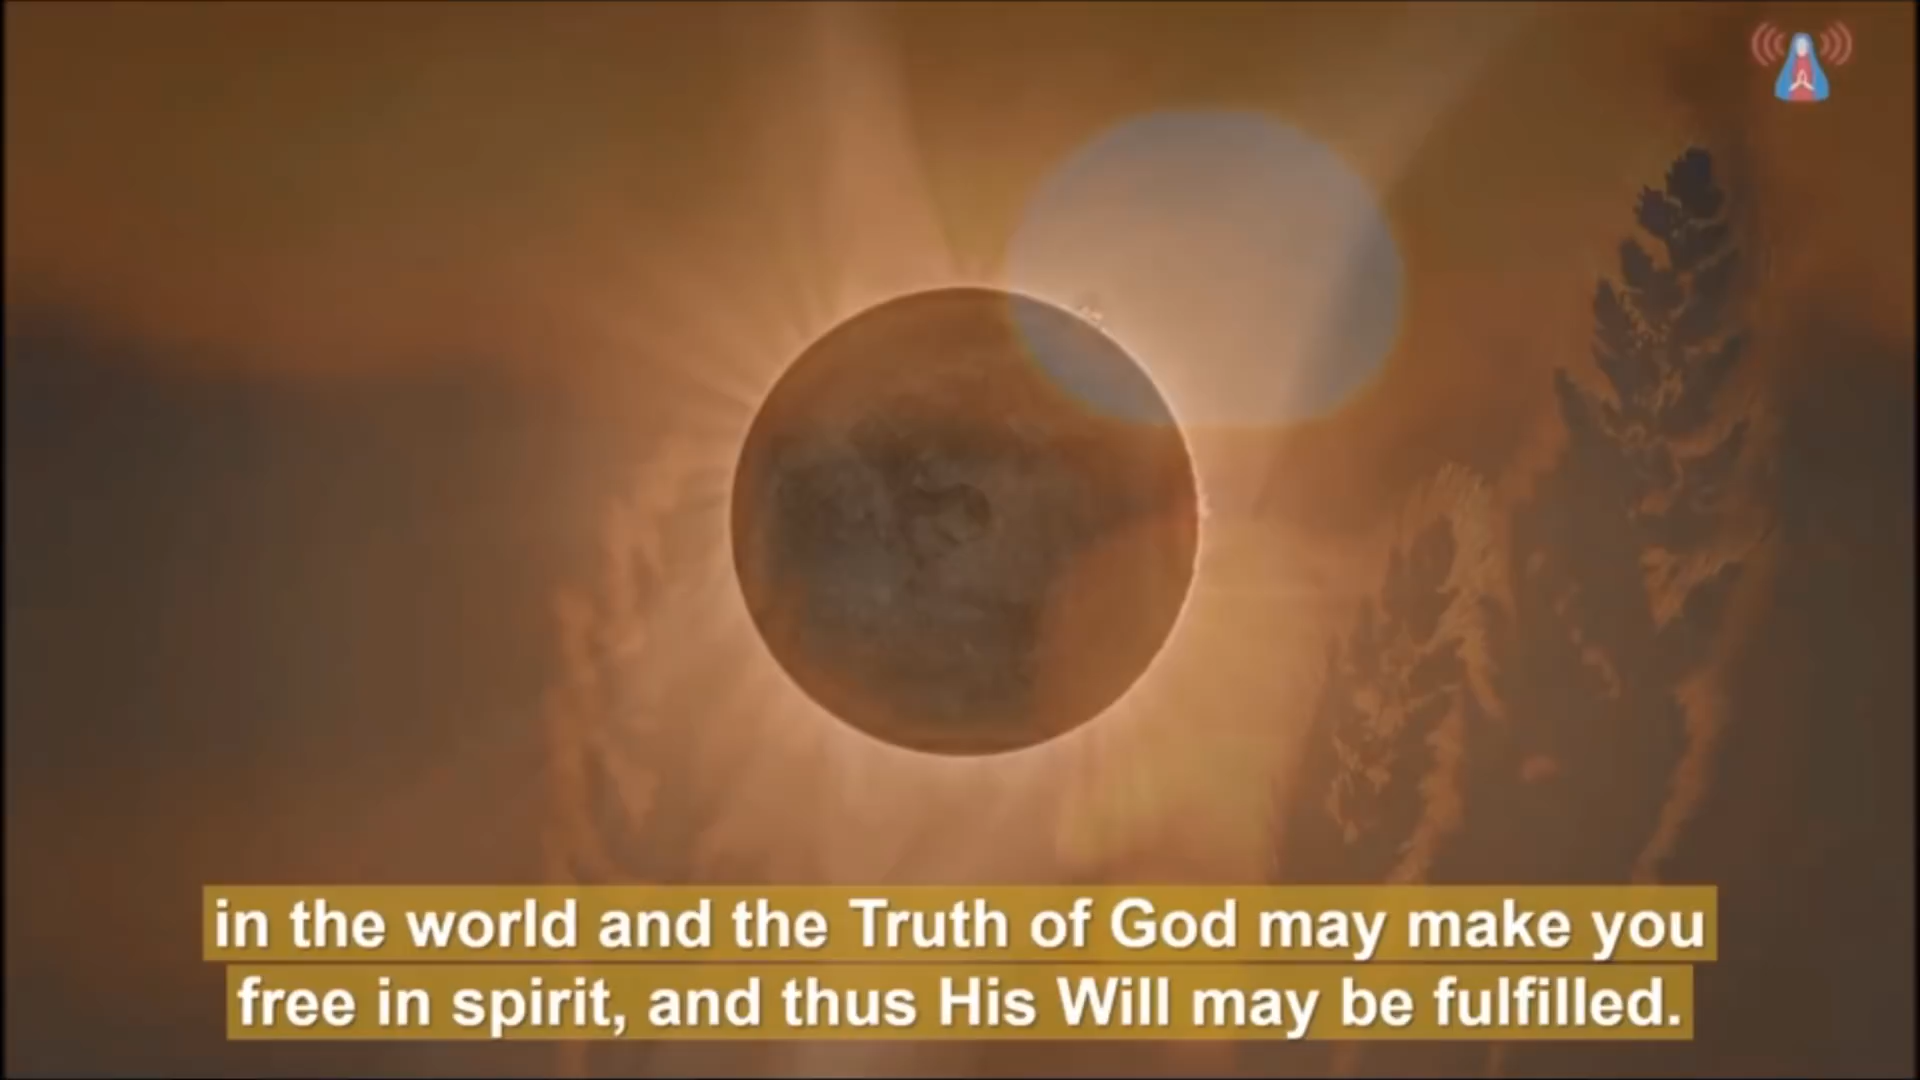 in the world and the Truth of God may make you
free in spirit, and thus His Will may be fulfilled.